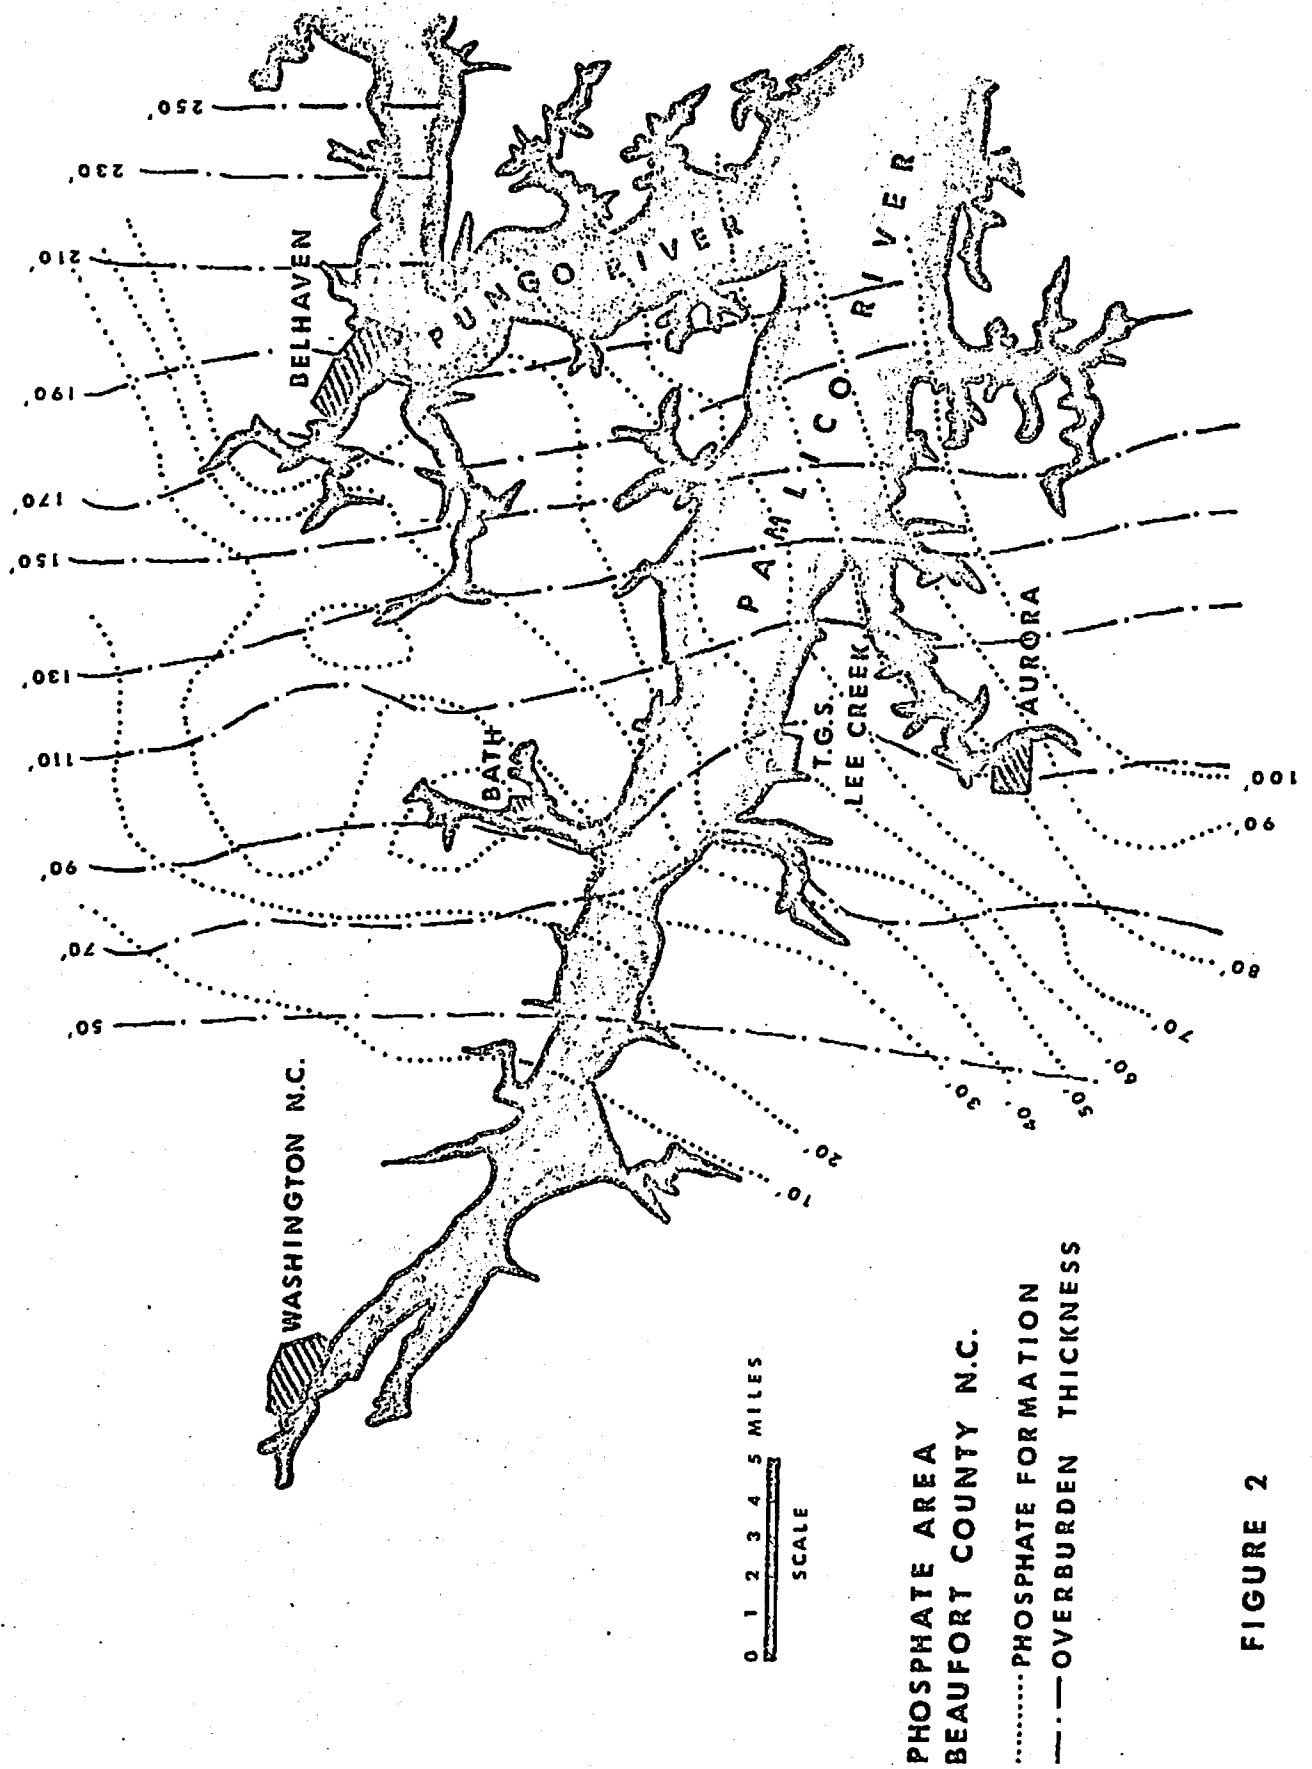 50'
70'
90'
110'
130'
150'
170'
190'
210'
230'
250'
WASHINGTON N.C.
BELHAVEN
BATH
PUNGO RIVER
PAMLICO RIVER
T.G.S.
LEE CREEK
AURORA
10'
20'
30'
40'
50'
60'
70'
80'
90'
100'
0 1 2 3 4 5 MILES
SCALE
PHOSPHATE AREA
BEAUFORT COUNTY N.C.
PHOSPHATE FORMATION
OVERBURDEN THICKNESS
FIGURE 2